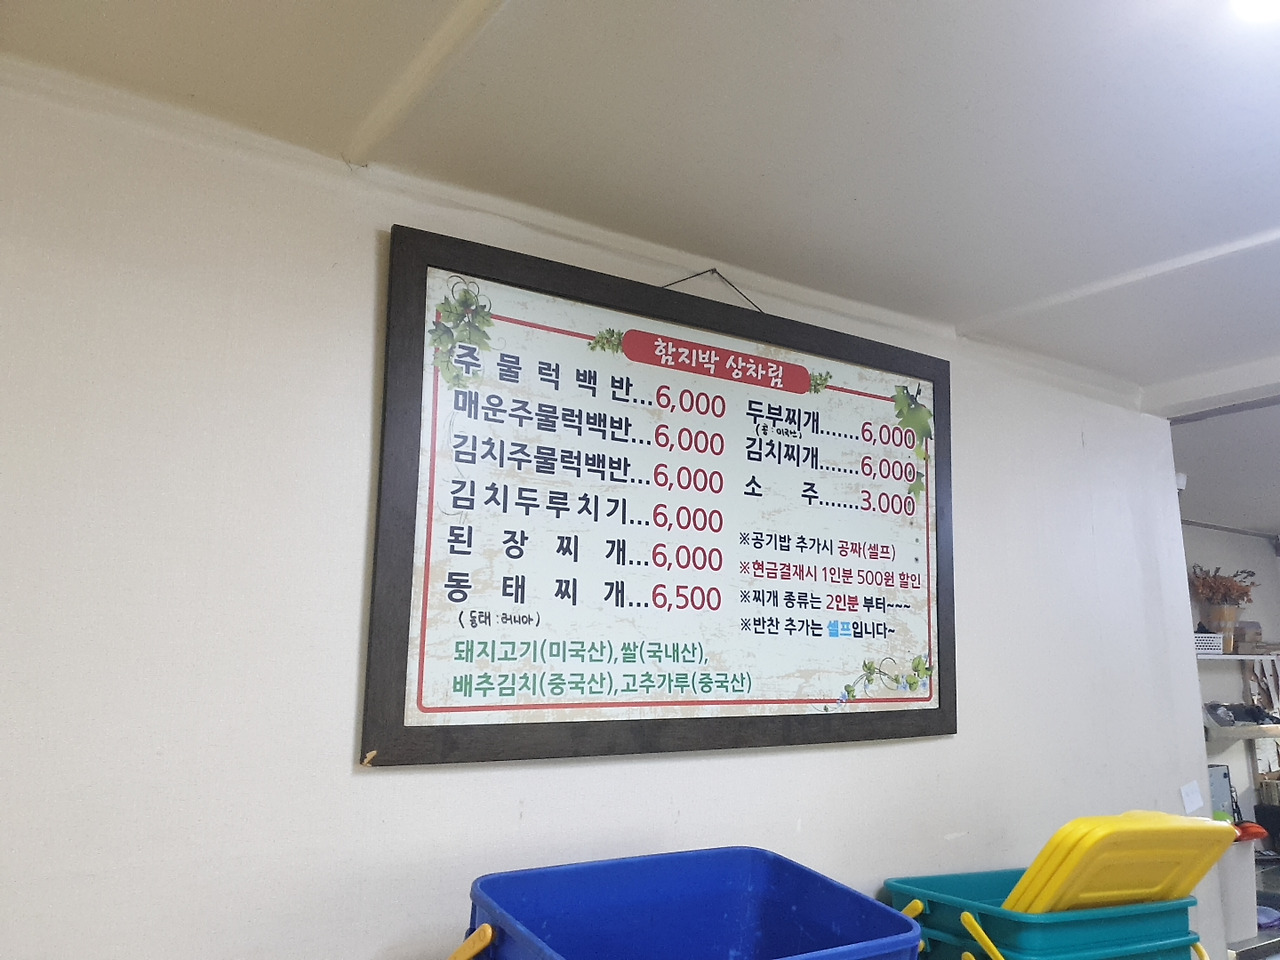 함지박 상차림
주물럭백반...6,000
매운주물럭백반...6,000
김치주물럭백반...6,000
김치두루치기...6,000
된장찌개...6,000
동태찌개...6,500
(동태:러시아)
두부찌개.......6,000
(콩:미국산)
김치찌개.......6,000
소주.......3.000
※공기밥 추가시 공짜(셀프)
※현금결재시 1인분 500원 할인
※찌개 종류는 2인분 부터~~~
※반찬 추가는 셀프입니다~
돼지고기(미국산),쌀(국내산),
배추김치(중국산),고추가루(중국산)